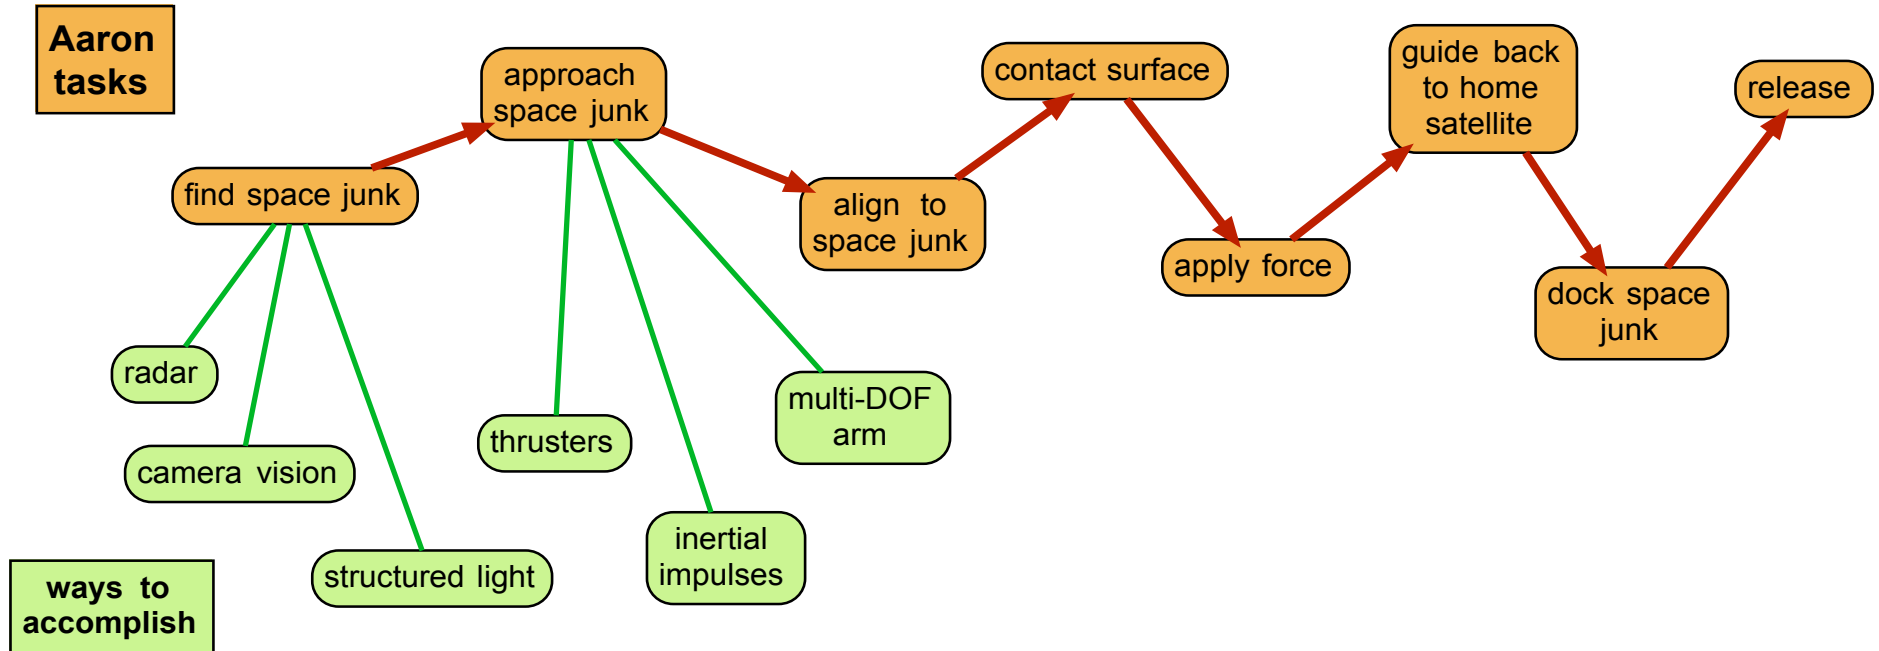 Aaron
tasks
find space junk
approach
space junk
align to
space junk
contact surface
apply force
guide back
to home
satellite
dock space
junk
release
radar
camera vision
structured light
thrusters
inertial
impulses
multi-DOF
arm
ways to
accomplish